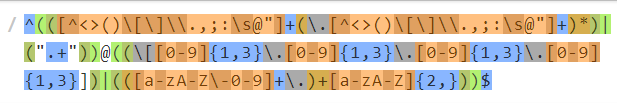 / ^(([^<>()\[\]\\.,;:\s@"]+(\.[^<>()\[\]\\.,;:\s@"]+)*)|
(".+"))@((\[[0-9]{1,3}\.[0-9]{1,3}\.[0-9]{1,3}\.[0-9]
{1,3}])|(([a-zA-Z\-0-9]+\.)+[a-zA-Z]{2,}))$